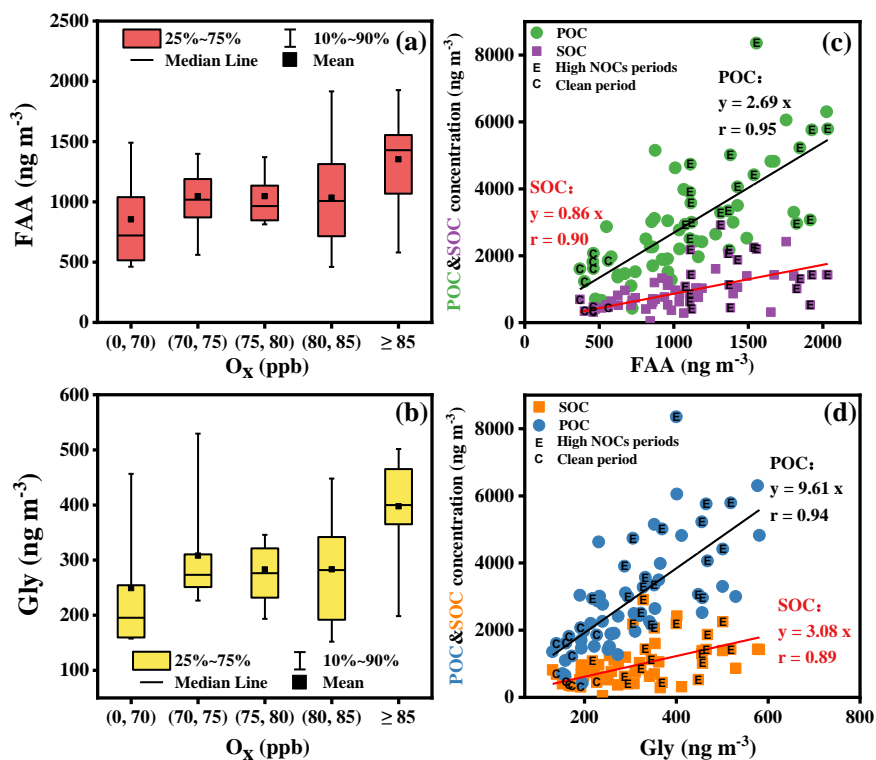 (a)
25%~75%
10%~90%
Median Line
Mean
FAA (ng m⁻³)
2500
2000
1500
1000
500
0
(0, 70) (70, 75) (75, 80) (80, 85) ≥ 85
Oₓ (ppb)
(b)
Gly (ng m⁻³)
600
500
400
300
200
100
25%~75%
10%~90%
Median Line
Mean
(0, 70) (70, 75) (75, 80) (80, 85) ≥ 85
Oₓ (ppb)
(c)
POC
SOC
E High NOCs periods
C Clean period
POC:
y = 2.69 x
r = 0.95
SOC:
y = 0.86 x
r = 0.90
POC&SOC concentration (ng m⁻³)
8000
6000
4000
2000
0
0 500 1000 1500 2000
FAA (ng m⁻³)
(d)
SOC
POC
E High NOCs periods
C Clean period
POC:
y = 9.61 x
r = 0.94
SOC:
y = 3.08 x
r = 0.89
POC&SOC concentration (ng m⁻³)
8000
6000
4000
2000
0
200 400 600 800
Gly (ng m⁻³)